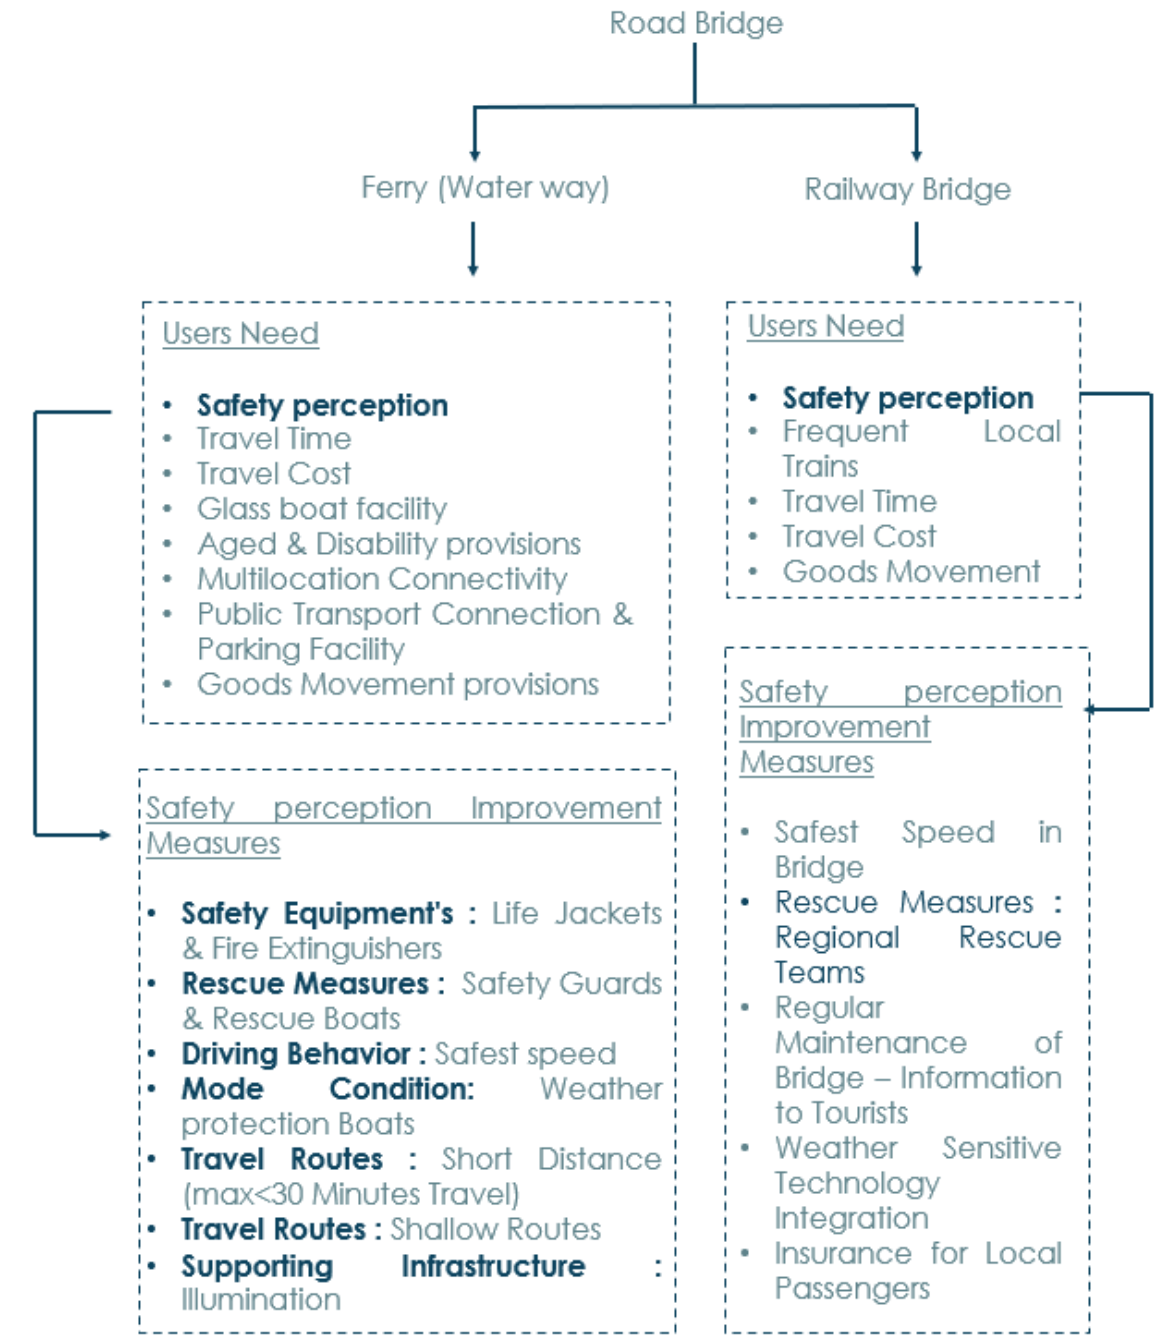 Road Bridge
Ferry (Water way)
Railway Bridge
Users Need
• Safety perception
• Travel Time
• Travel Cost
• Glass boat facility
• Aged & Disability provisions
• Multilocation Connectivity
• Public Transport Connection &
Parking Facility
• Goods Movement provisions
Safety perception Improvement
Measures
• Safety Equipment's : Life Jackets
& Fire Extinguishers
• Rescue Measures : Safety Guards
& Rescue Boats
• Driving Behavior : Safest speed
• Mode Condition: Weather
protection Boats
• Travel Routes : Short Distance
(max<30 Minutes Travel)
• Travel Routes : Shallow Routes
• Supporting Infrastructure :
Illumination
Users Need
• Safety perception
• Frequent Local
Trains
• Travel Time
• Travel Cost
• Goods Movement
Safety perception
Improvement
Measures
• Safest Speed in
Bridge
• Rescue Measures :
Regional Rescue
Teams
• Regular
Maintenance of
Bridge – Information
to Tourists
• Weather Sensitive
Technology
Integration
• Insurance for Local
Passengers